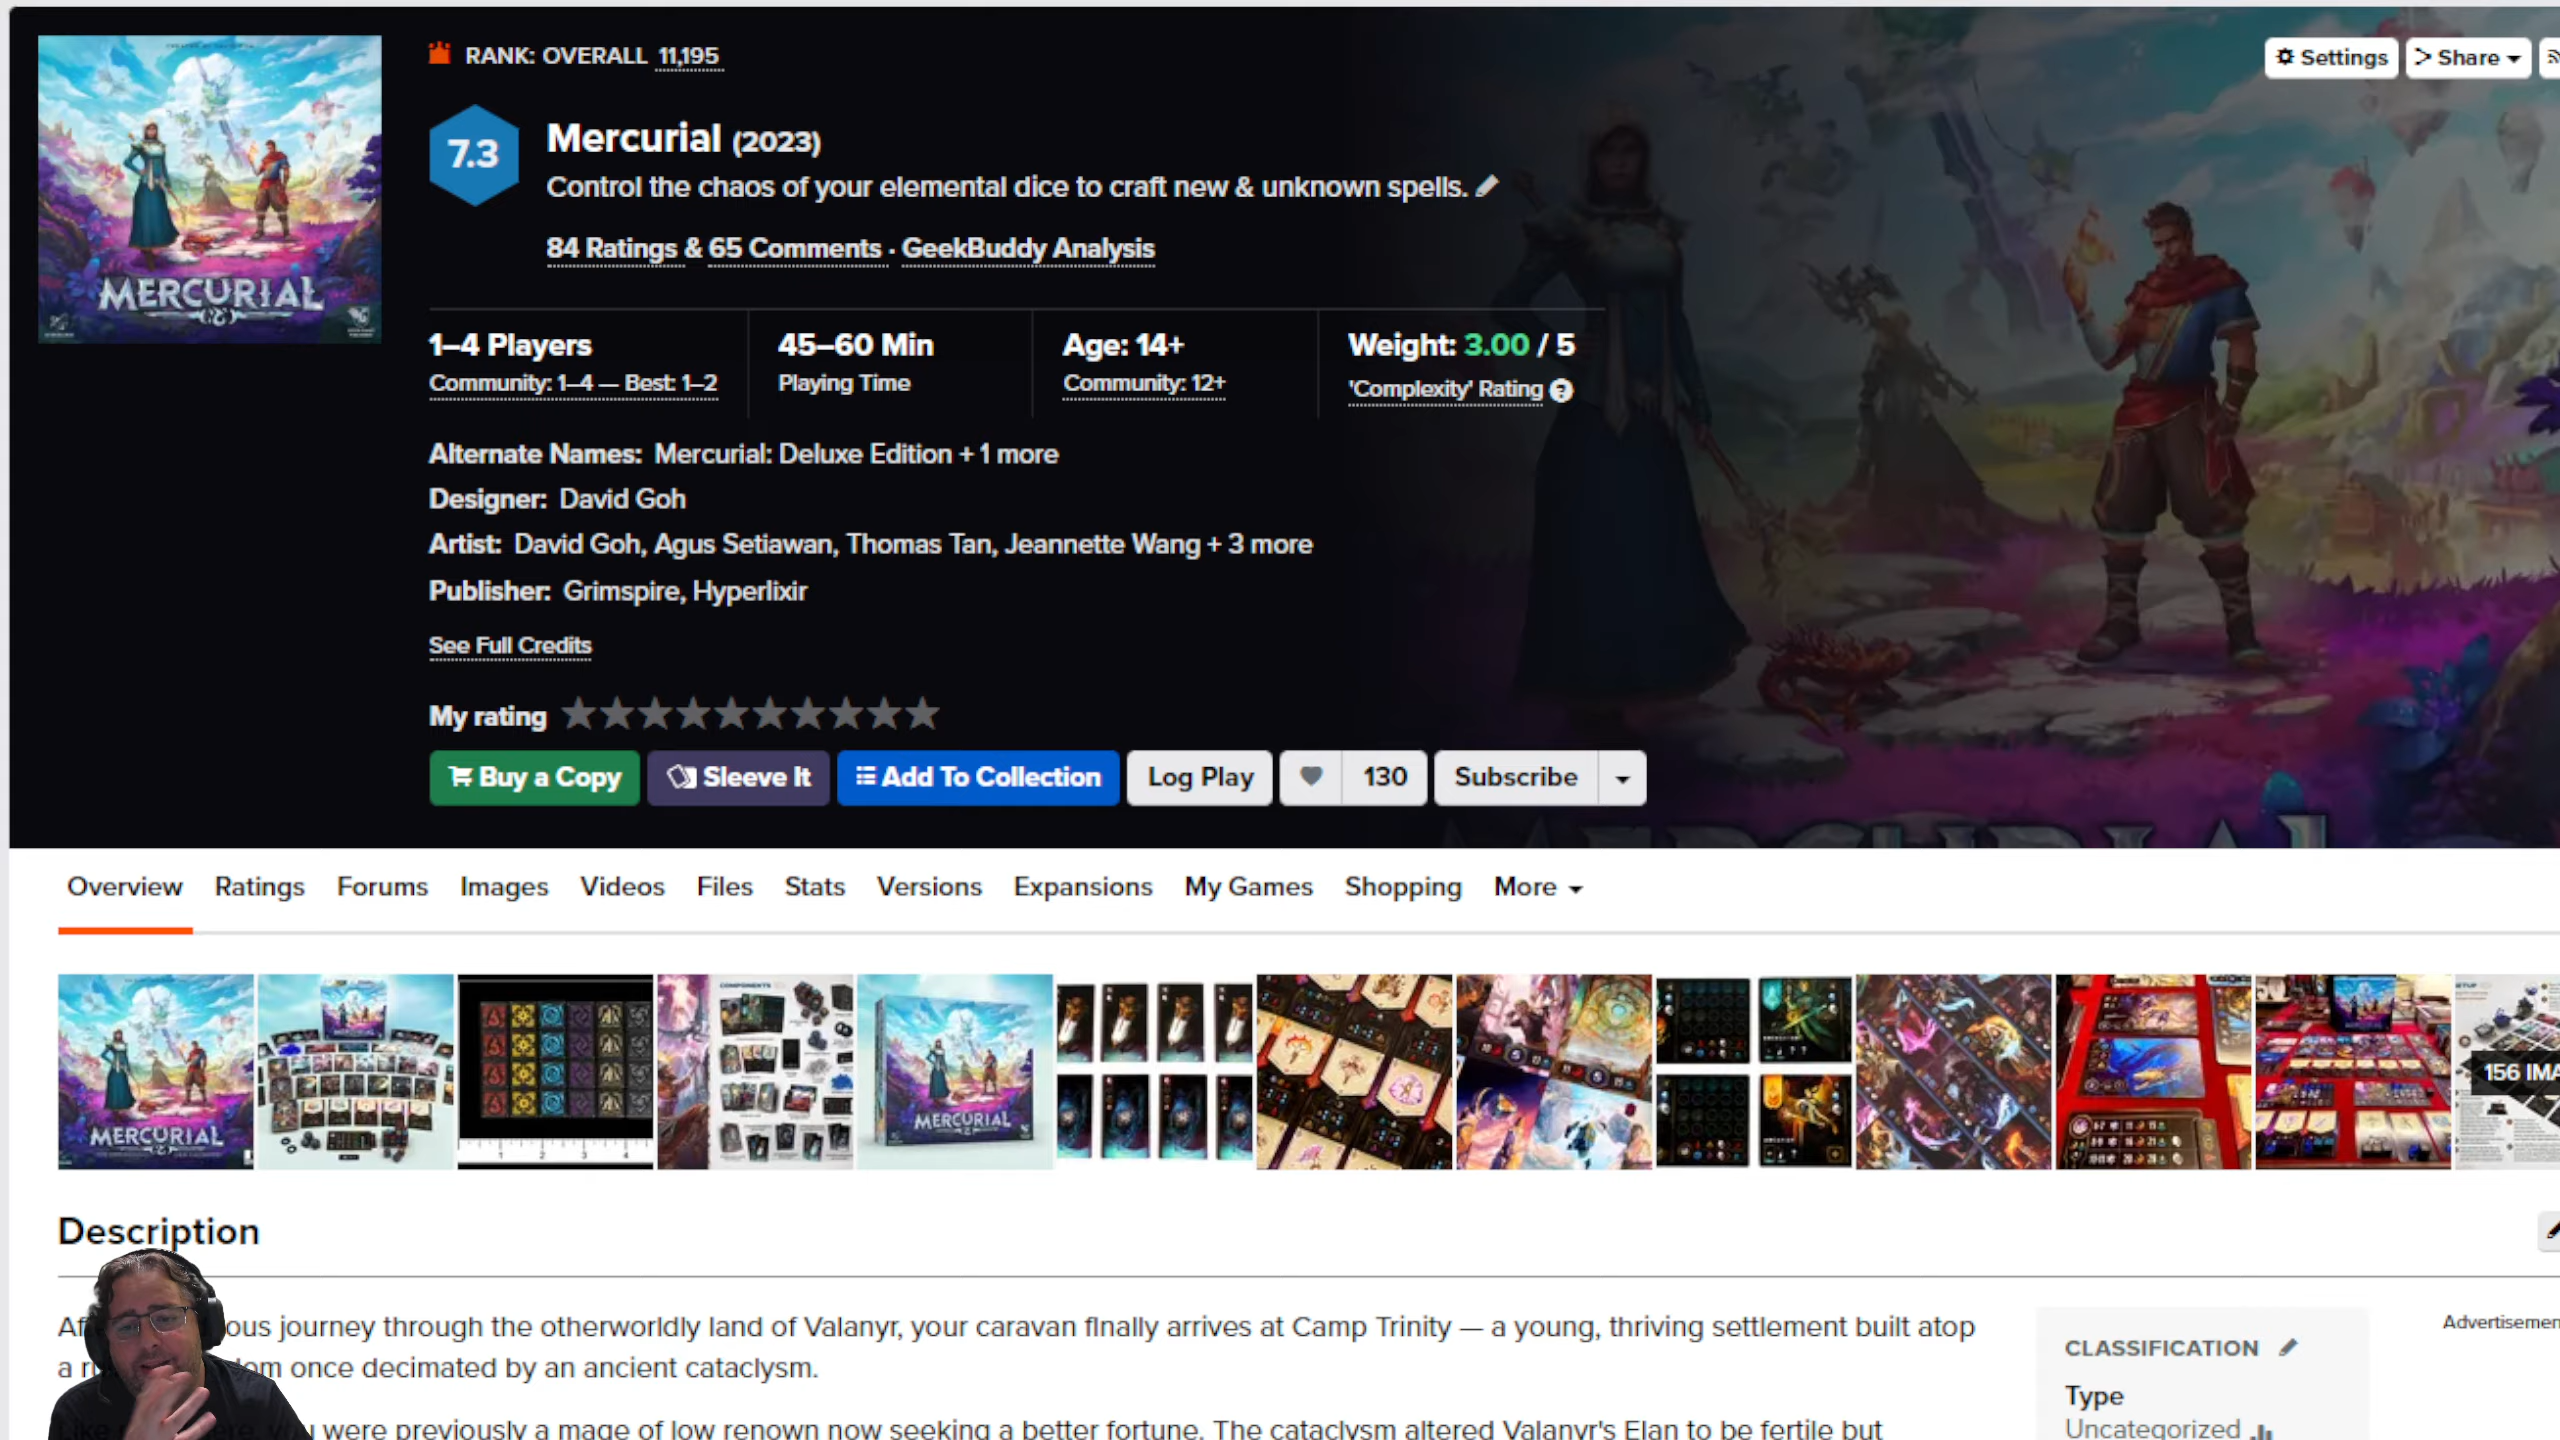 RANK: OVERALL 11,195
Settings
Share
7.3
Mercurial (2023)
Control the chaos of your elemental dice to craft new & unknown spells.
84 Ratings & 65 Comments · GeekBuddy Analysis
MERCURIAL
1–4 Players
Community: 1–4 — Best: 1–2
45–60 Min
Playing Time
Age: 14+
Community: 12+
Weight: 3.00 / 5
'Complexity' Rating
Alternate Names: Mercurial: Deluxe Edition + 1 more
Designer: David Goh
Artist: David Goh, Agus Setiawan, Thomas Tan, Jeannette Wang + 3 more
Publisher: Grimspire, Hyperlixir
See Full Credits
My rating
Buy a Copy
Sleeve It
Add To Collection
Log Play
130
Subscribe
Overview Ratings Forums Images Videos Files Stats Versions Expansions My Games Shopping More
MERCURIAL
COMPONENTS
MERCURIAL
156 IMA
Description
ous journey through the otherworldly land of Valanyr, your caravan finally arrives at Camp Trinity — a young, thriving settlement built atop
once decimated by an ancient cataclysm.
were previously a mage of low renown now seeking a better fortune. The cataclysm altered Valanyr's Elan to be fertile but
CLASSIFICATION
Type
Uncategorized
Advertisemen